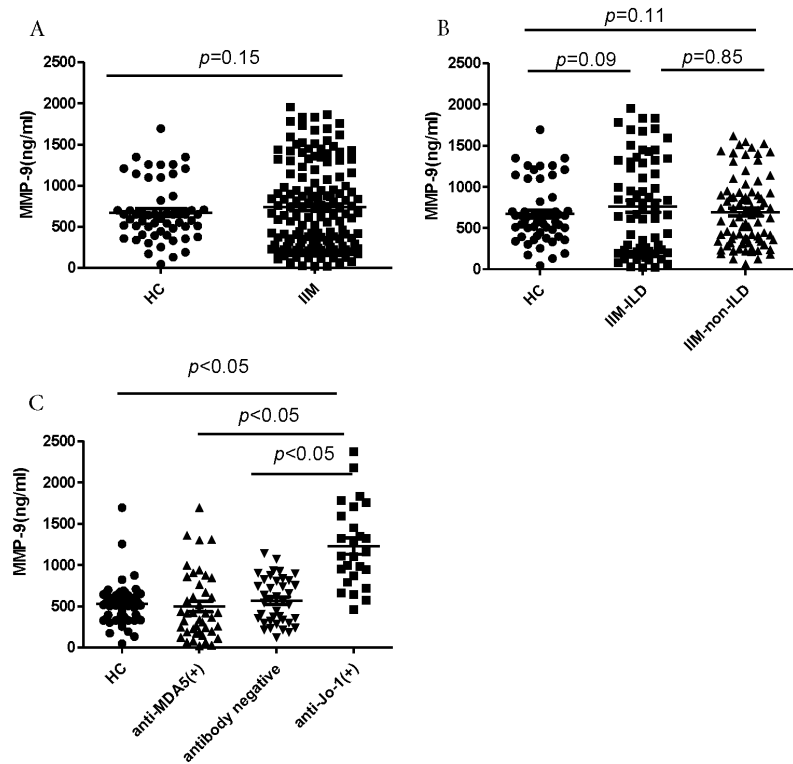 A
p=0.15
MMP-9(ng/ml)
2500
2000
1500
1000
500
0
HC
IIM
B
p=0.11
p=0.09
p=0.85
MMP-9(ng/ml)
2500
2000
1500
1000
500
0
HC
IIM-ILD
IIM-non-ILD
C
p<0.05
p<0.05
p<0.05
MMP-9(ng/ml)
2500
2000
1500
1000
500
0
HC
anti-MDA5(+)
antibody negative
anti-Jo-1(+)